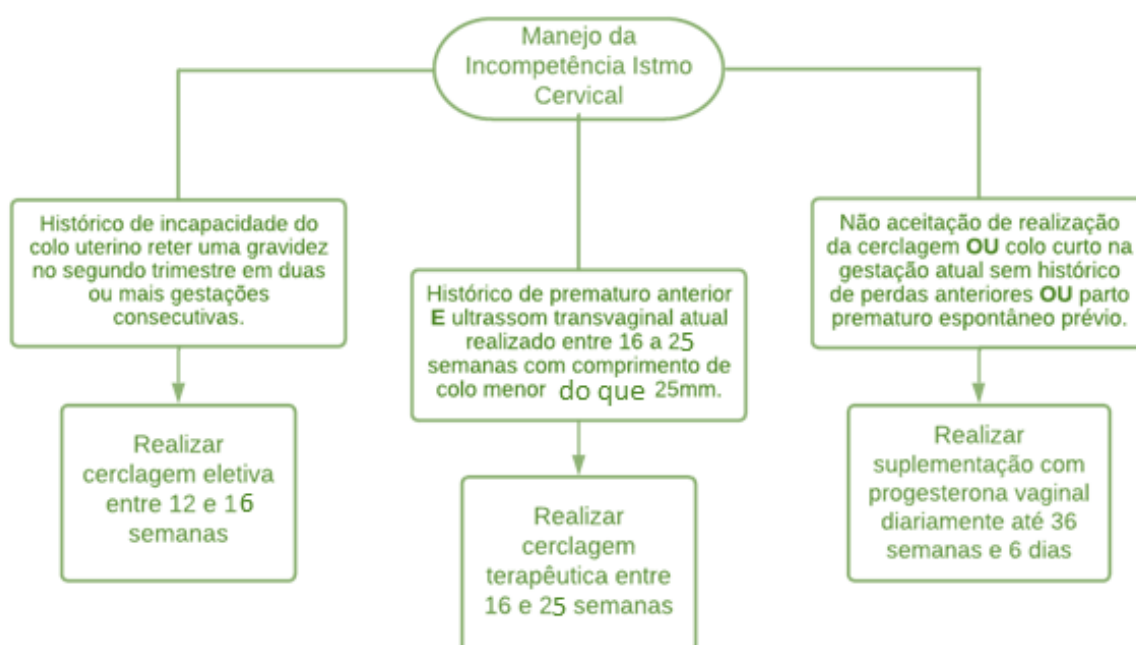 Manejo da
Incompetência Istmo
Cervical
Histórico de incapacidade do
colo uterino reter uma gravidez
no segundo trimestre em duas
ou mais gestações
consecutivas.
Realizar
cerclagem eletiva
entre 12 e 16
semanas
Histórico de prematuro anterior
E ultrassom transvaginal atual
realizado entre 16 a 25
semanas com comprimento de
colo menor do que 25mm.
Realizar
cerclagem
terapêutica entre
16 e 25 semanas
Não aceitação de realização
da cerclagem OU colo curto na
gestação atual sem histórico
de perdas anteriores OU parto
prematuro espontâneo prévio.
Realizar
suplementação com
progesterona vaginal
diariamente até 36
semanas e 6 dias